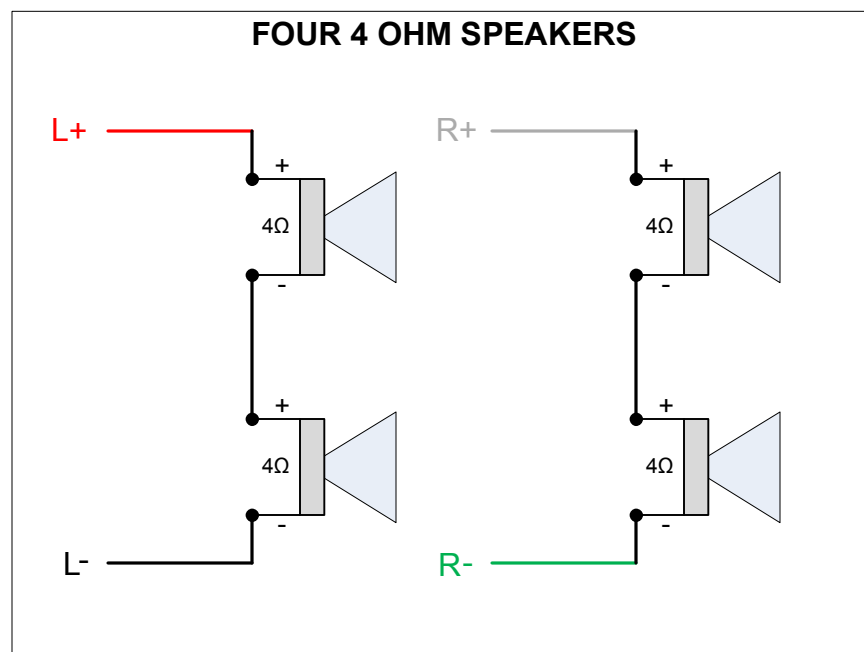 FOUR 4 OHM SPEAKERS
L+
R+
+
+
4Ω
4Ω
-
-
+
+
4Ω
4Ω
-
-
L-
R-